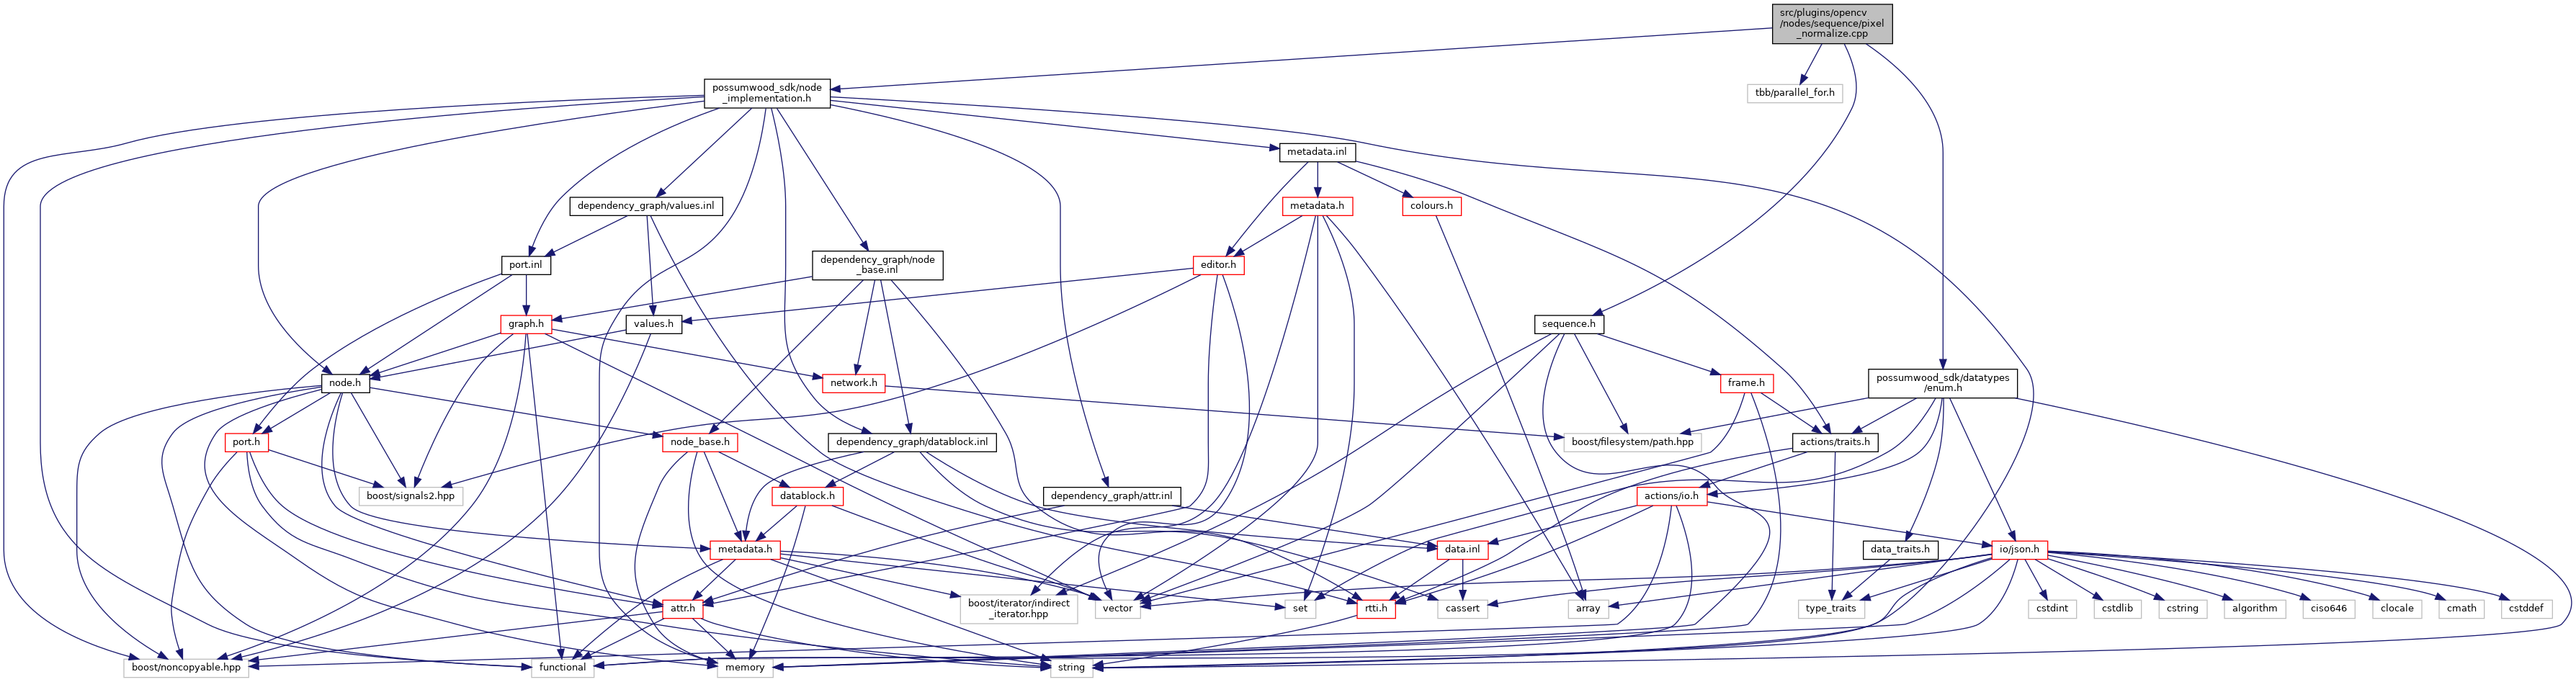 src/plugins/opencv
/nodes/sequence/pixel
_normalize.cpp
possumwood_sdk/node
_implementation.h
tbb/parallel_for.h
metadata.inl
dependency_graph/values.inl
metadata.h
colours.h
port.inl
dependency_graph/node
_base.inl
editor.h
graph.h
values.h
sequence.h
node.h
network.h
frame.h
possumwood_sdk/datatypes
/enum.h
port.h
node_base.h
dependency_graph/datablock.inl
boost/filesystem/path.hpp
actions/traits.h
boost/signals2.hpp
datablock.h
dependency_graph/attr.inl
actions/io.h
metadata.h
data.inl
data_traits.h
io/json.h
attr.h
boost/iterator/indirect
_iterator.hpp
vector
set
rtti.h
cassert
array
type_traits
cstdint
cstdlib
cstring
algorithm
ciso646
clocale
cmath
cstddef
boost/noncopyable.hpp
functional
memory
string